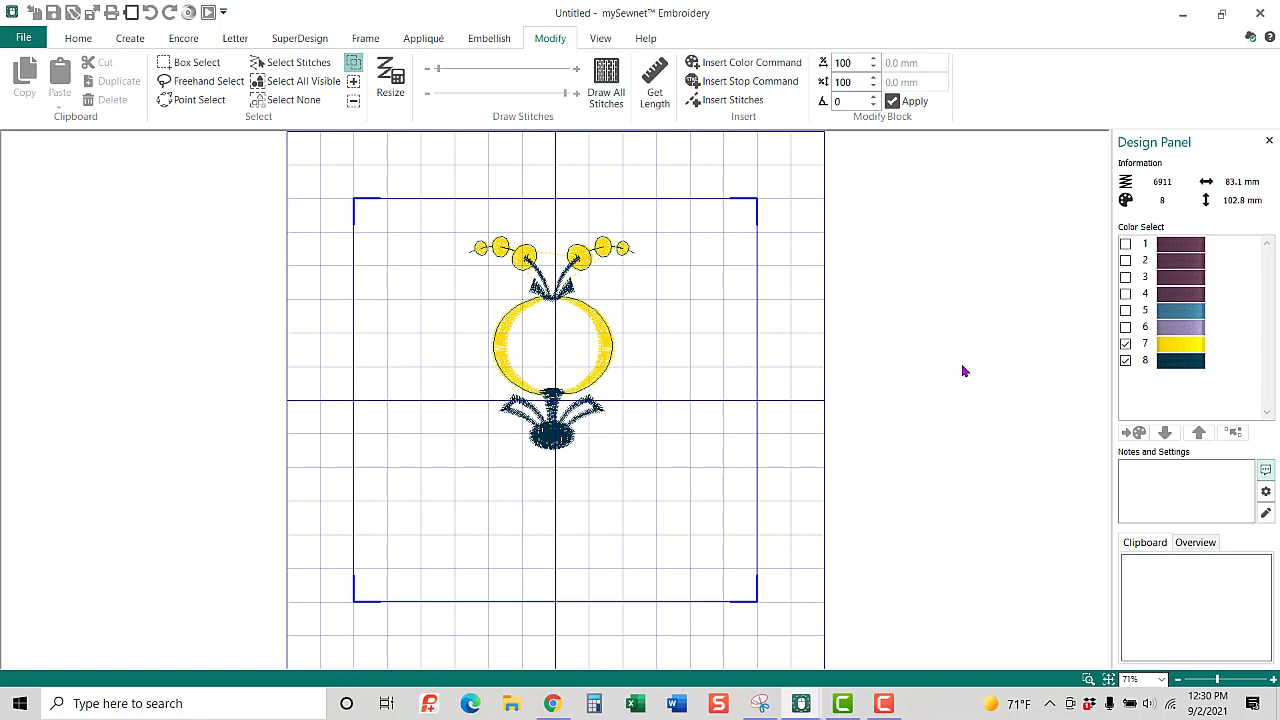 Untitled - mySewnet™ Embroidery
File Home Create Encore Letter SuperDesign Frame Appliqué Embellish Modify View Help
Copy
Paste
Cut
Duplicate
Delete
Clipboard
Box Select
Freehand Select
Point Select
Select Stitches
Select All Visible
Select None
Select
Resize
Draw All
Stitches
Draw Stitches
Get
Length
Insert Color Command
Insert Stop Command
Insert Stitches
Insert
100 0.0 mm
100 0.0 mm
0 Apply
Modify Block
Design Panel
Information
6911 83.1 mm
8 102.8 mm
Color Select
1
2
3
4
5
6
7
8
Notes and Settings
Clipboard Overview
71%
Type here to search
71°F
12:30 PM
9/2/2021